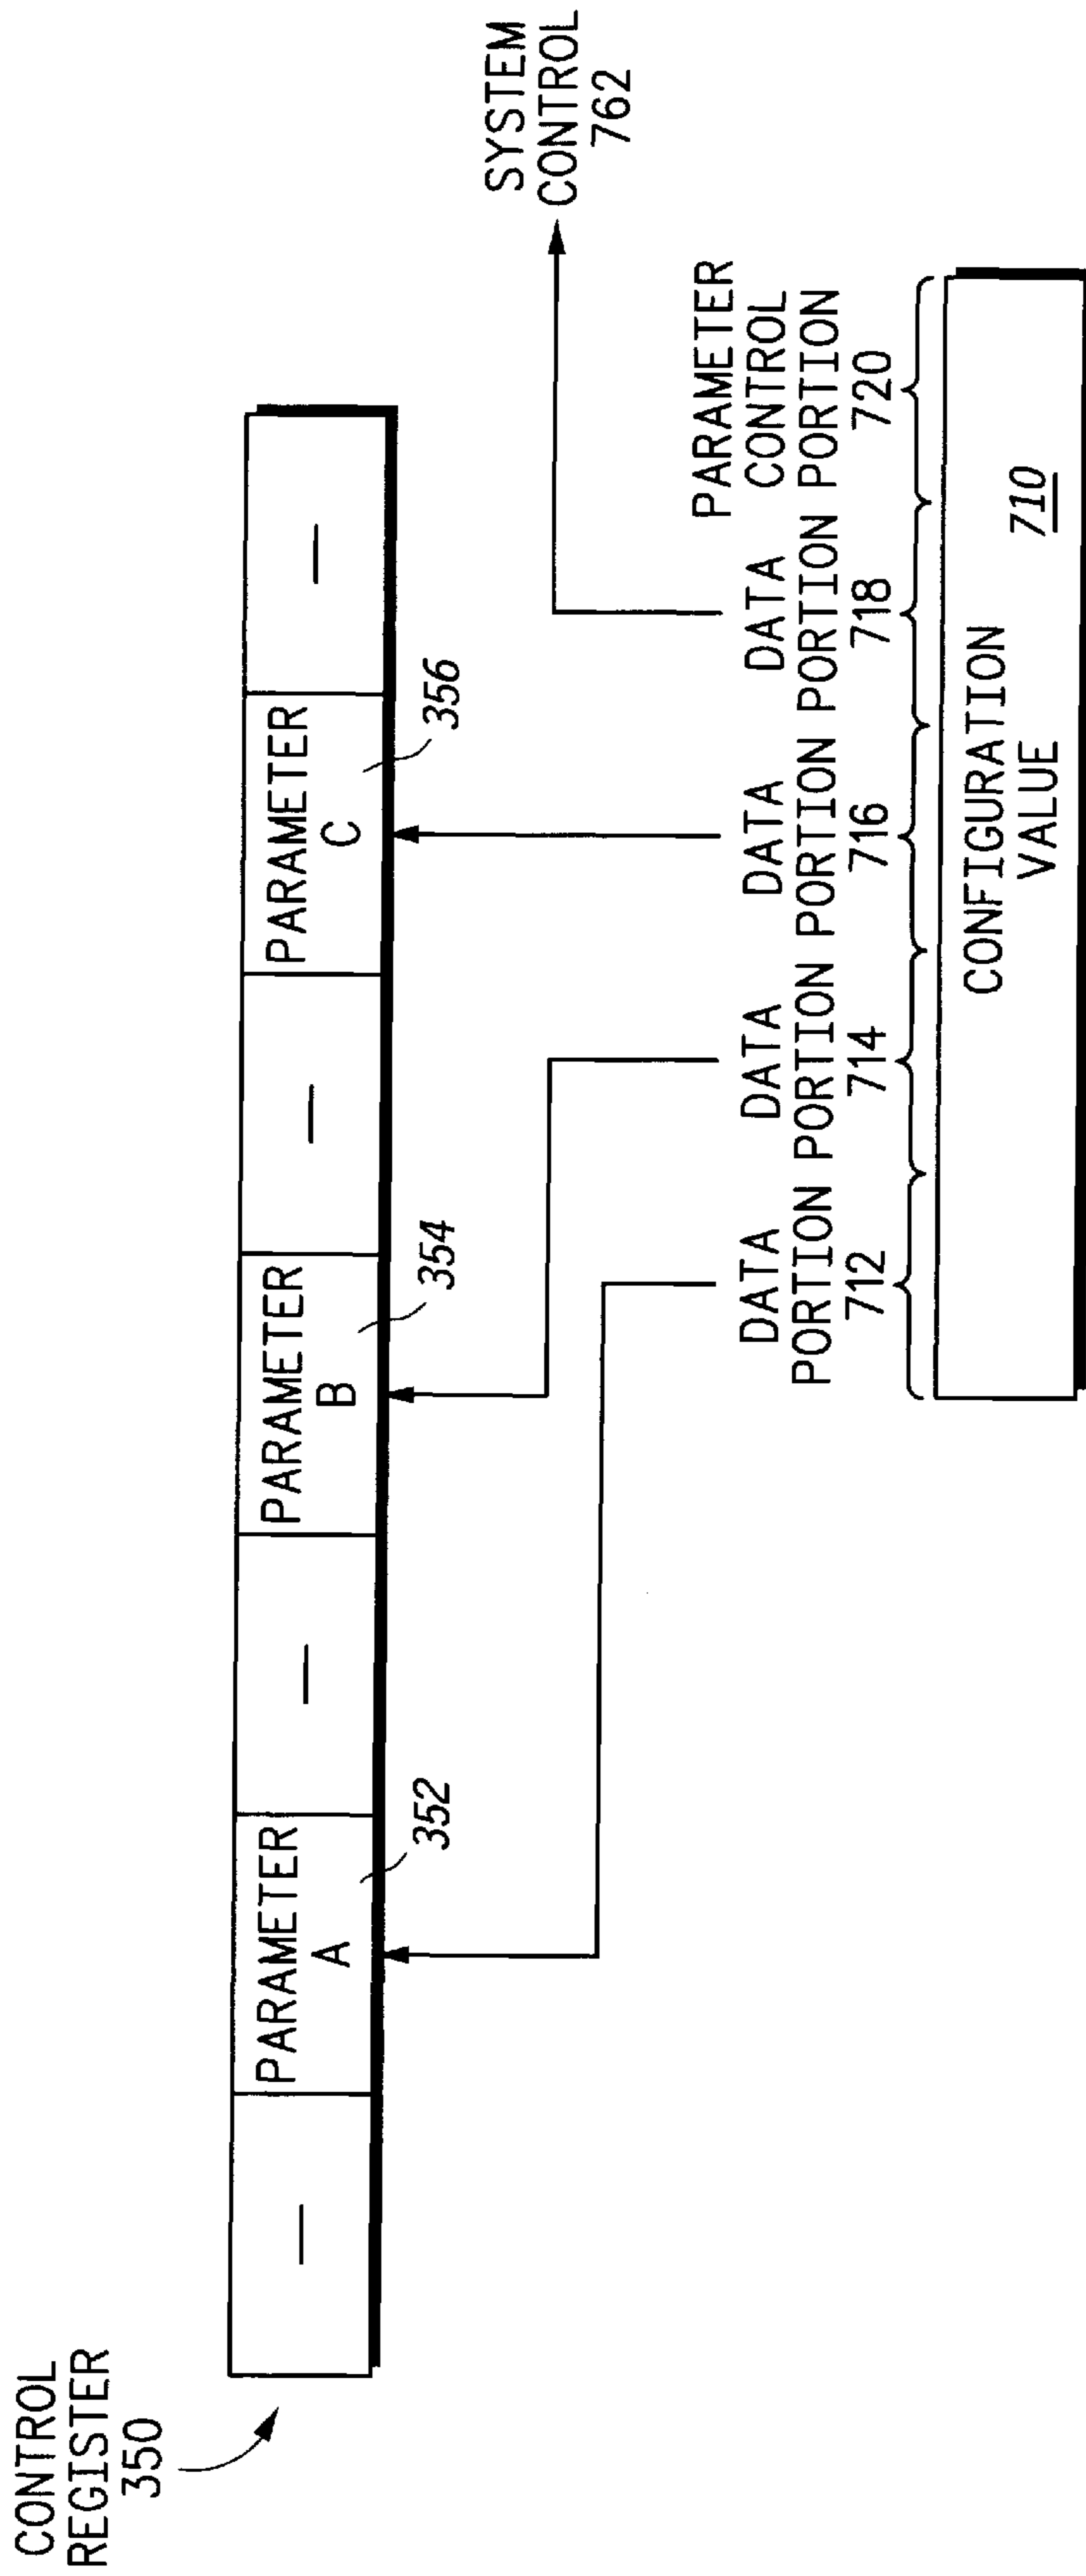 CONTROL
REGISTER
350
—
PARAMETER
A
—
PARAMETER
B
—
PARAMETER
C
—
352
354
356
SYSTEM
CONTROL
762
DATA
PORTION
712
DATA
PORTION
714
DATA
PORTION
716
DATA
PORTION
718
PARAMETER
CONTROL
PORTION
720
CONFIGURATION
VALUE
710